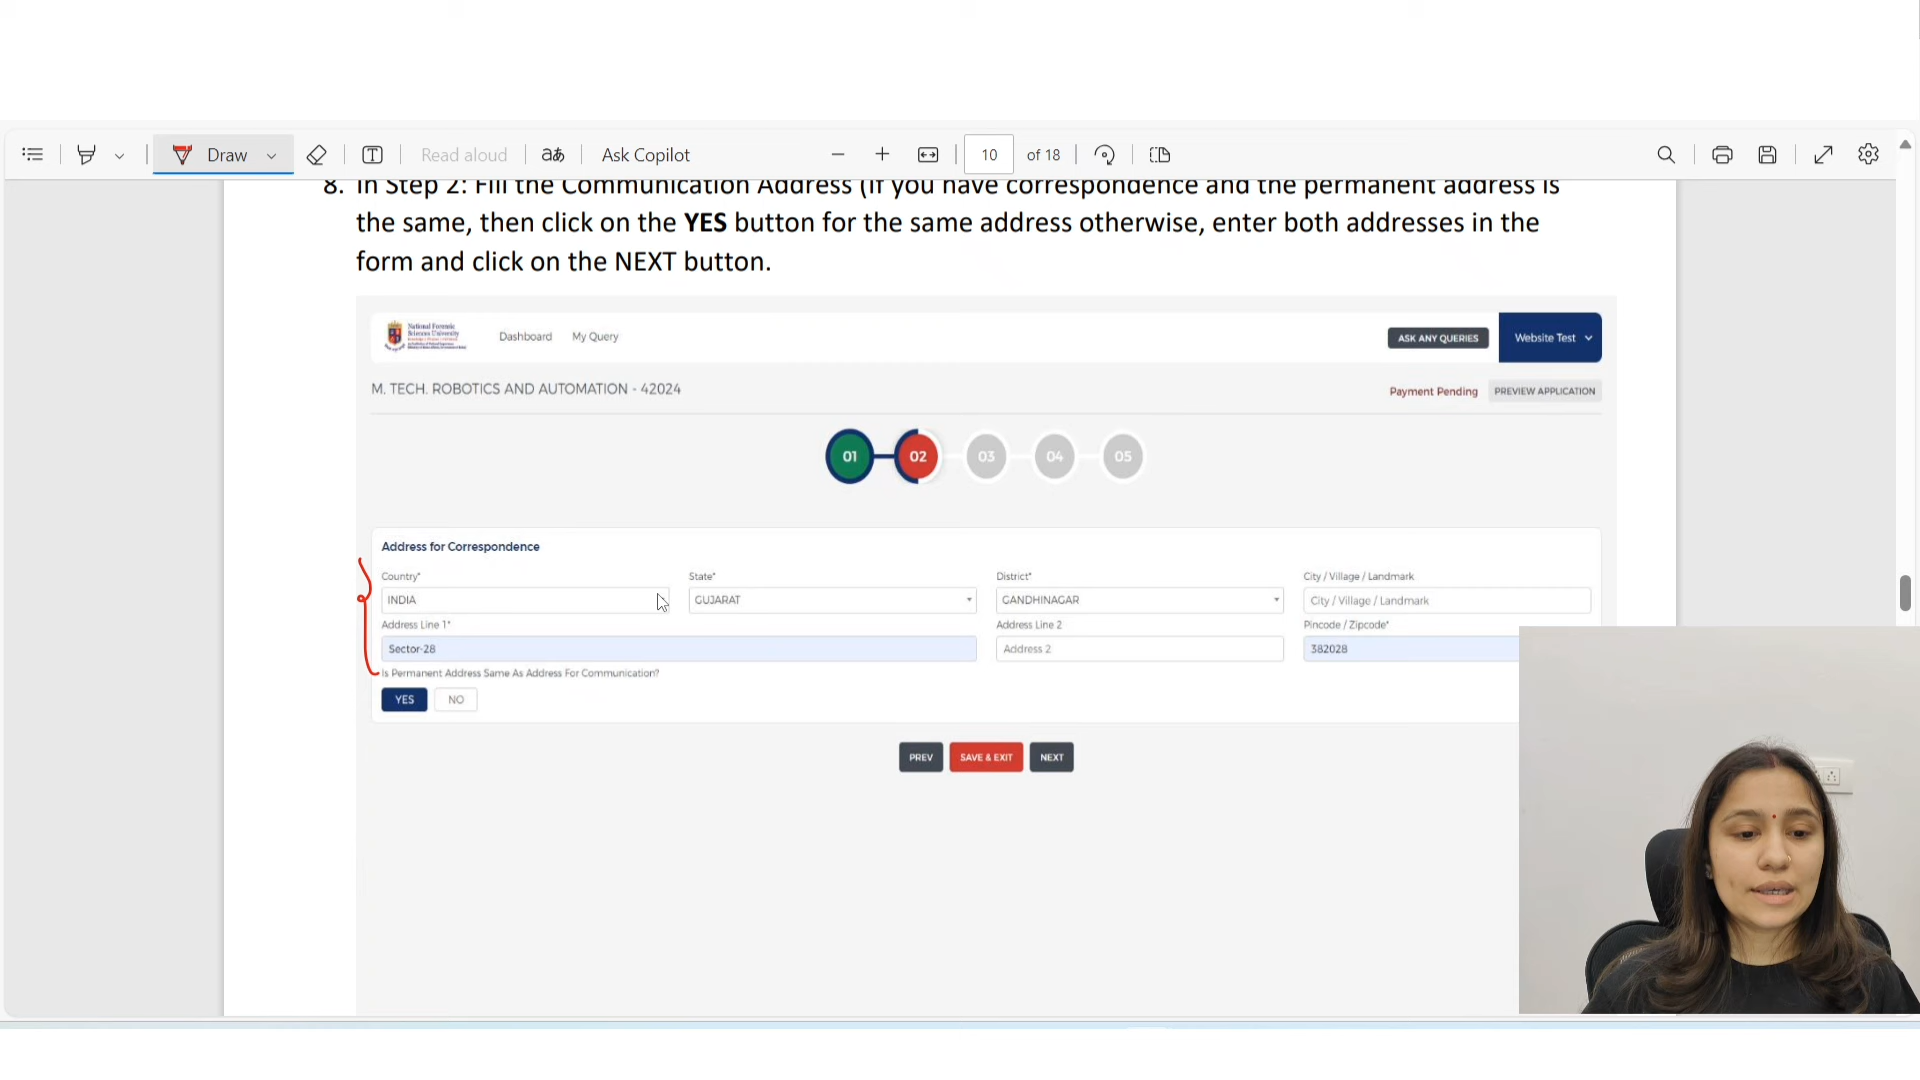 Draw
Read aloud
aあ
Ask Copilot
10
of 18
8. In Step 2: Fill the Communication Address (if you have correspondence and the permanent address is
the same, then click on the YES button for the same address otherwise, enter both addresses in the
form and click on the NEXT button.
National Forensic
Sciences University
Dashboard
My Query
ASK ANY QUERIES
Website Test
M. TECH. ROBOTICS AND AUTOMATION - 42024
Payment Pending
PREVIEW APPLICATION
01
02
03
04
05
Address for Correspondence
Country*
State*
District*
City / Village / Landmark
INDIA
GUJARAT
GANDHINAGAR
City / Village / Landmark
Address Line 1*
Address Line 2
Pincode / Zipcode*
Sector-28
Address 2
382028
Is Permanent Address Same As Address For Communication?
YES
NO
PREV
SAVE & EXIT
NEXT